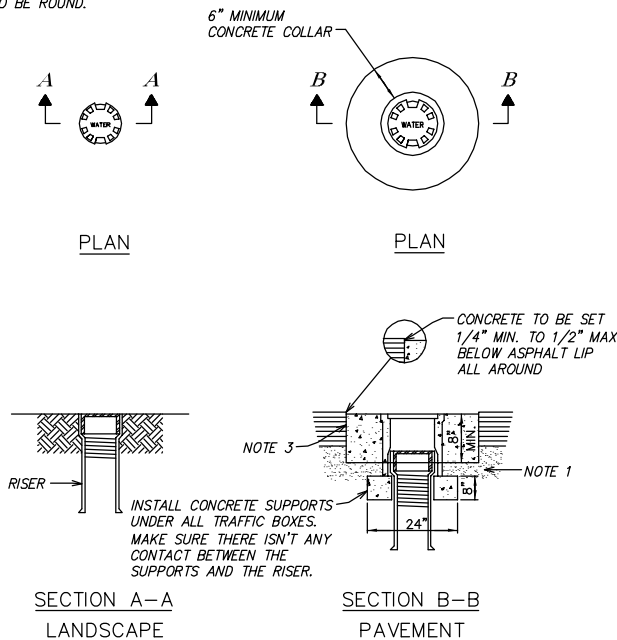 O BE ROUND.
6" MINIMUM
CONCRETE COLLAR
A A
B B
WATER
WATER
PLAN
PLAN
CONCRETE TO BE SET
1/4" MIN. TO 1/2" MAX
BELOW ASPHALT LIP
ALL AROUND
8"
MIN.
NOTE 3
NOTE 1
RISER
8"
INSTALL CONCRETE SUPPORTS
UNDER ALL TRAFFIC BOXES.
MAKE SURE THERE ISN'T ANY
CONTACT BETWEEN THE
SUPPORTS AND THE RISER.
24"
SECTION A-A
LANDSCAPE
SECTION B-B
PAVEMENT